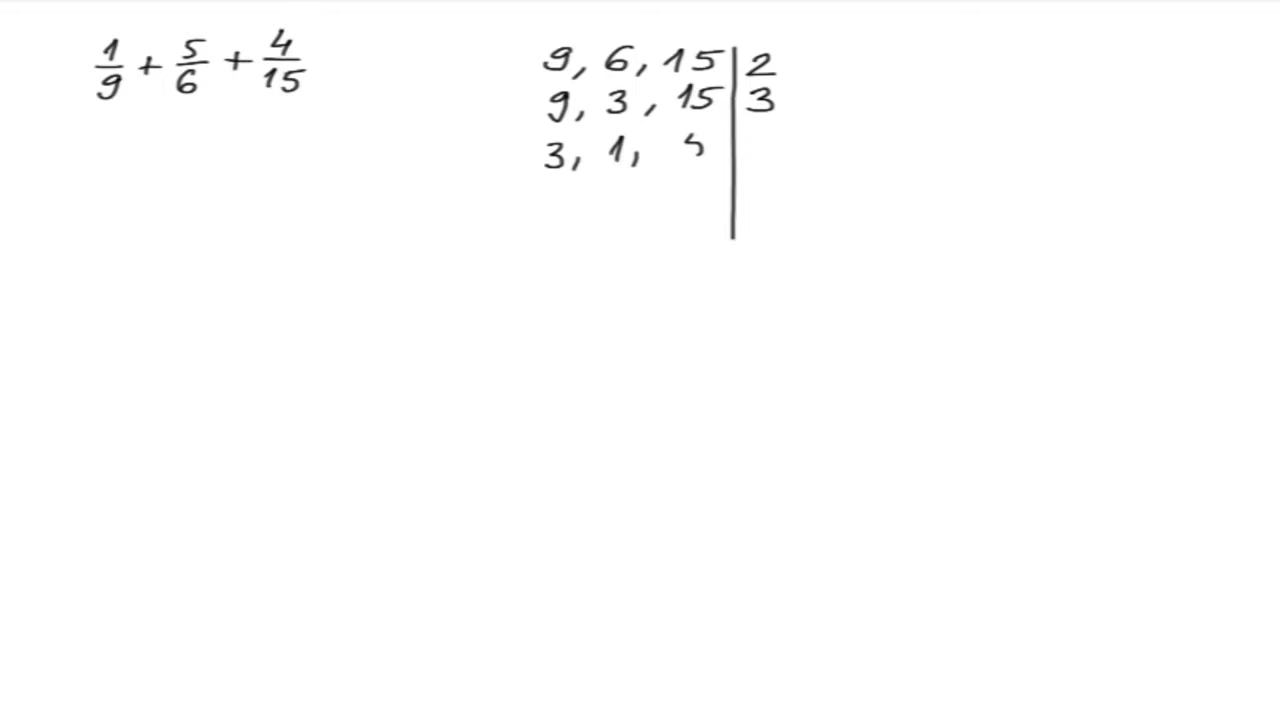 1/9 + 5/6 + 4/15
9, 6, 15 | 2
9, 3, 15 | 3
3, 1, 5 |